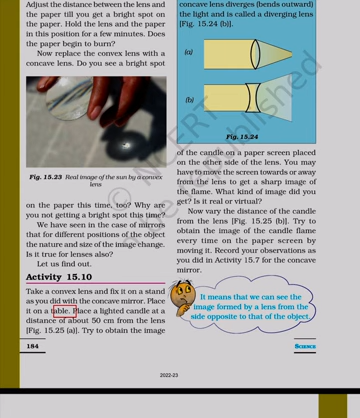 Adjust the distance between the lens and
the paper till you get a bright spot on
the paper. Hold the lens and the paper
in this position for a few minutes. Does
the paper begin to burn?
Now replace the convex lens with a
concave lens. Do you see a bright spot
Fig. 15.23 Real image of the sun by a convex
lens
on the paper this time, too? Why are
you not getting a bright spot this time?
We have seen in the case of mirrors
that for different positions of the object
the nature and size of the image change.
Is it true for lenses also?
Let us find out.
Activity 15.10
Take a convex lens and fix it on a stand
as you did with the concave mirror. Place
it on a table. Place a lighted candle at a
distance of about 50 cm from the lens
[Fig. 15.25 (a)]. Try to obtain the image
184
concave lens diverges (bends outward)
the light and is called a diverging lens
[Fig. 15.24 (b)].
(a)
(b)
Fig. 15.24
of the candle on a paper screen placed
on the other side of the lens. You may
have to move the screen towards or away
from the lens to get a sharp image of
the flame. What kind of image did you
get? Is it real or virtual?
Now vary the distance of the candle
from the lens [Fig. 15.25 (b)]. Try to
obtain the image of the candle flame
every time on the paper screen by
moving it. Record your observations as
you did in Activity 15.7 for the concave
mirror.
It means that we can see the
image formed by a lens from the
side opposite to that of the object.
Science
2022-23
© NCERT